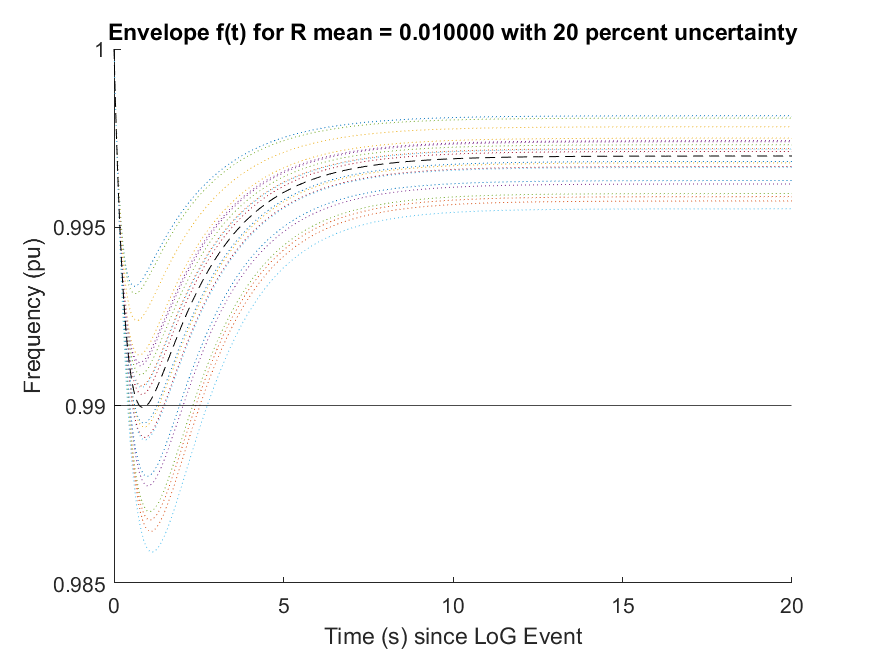 Envelope f(t) for R mean = 0.010000 with 20 percent uncertainty
1
0.995
0.99
0.985
Frequency (pu)
0 5 10 15 20
Time (s) since LoG Event